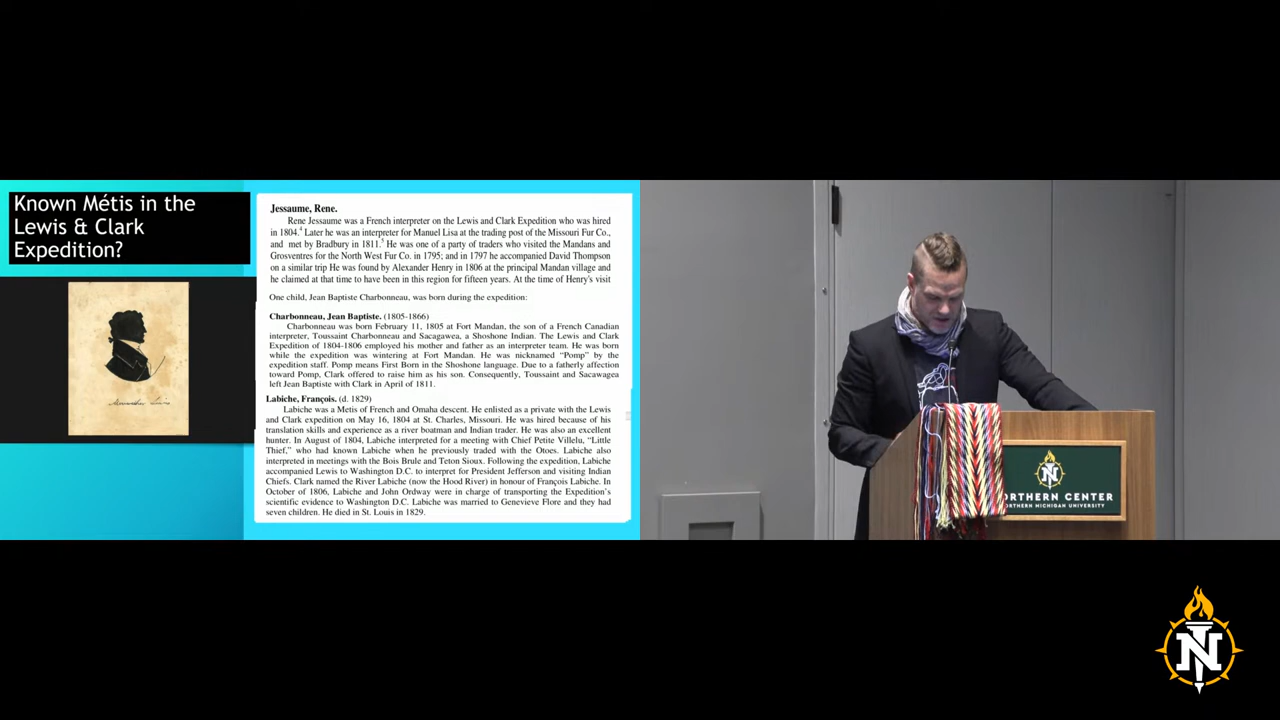 Known Métis in the
Lewis & Clark
Expedition?
Jessaume, Rene.
Rene Jessaume was a French interpreter on the Lewis and Clark Expedition who was hired
in 1804.4 Later he was an interpreter for Manuel Lisa at the trading post of the Missouri Fur Co.,
and met by Bradbury in 1811.5 He was one of a party of traders who visited the Mandans and
Grosventres for the North West Fur Co. in 1795; and in 1797 he accompanied David Thompson
on a similar trip He was found by Alexander Henry in 1806 at the principal Mandan village and
he claimed at that time to have been in this region for fifteen years. At the time of Henry's visit
One child, Jean Baptiste Charbonneau, was born during the expedition:
Charbonneau, Jean Baptiste. (1805-1866)
Charbonneau was born February 11, 1805 at Fort Mandan, the son of a French Canadian
interpreter, Toussaint Charbonneau and Sacagawea, a Shoshone Indian. The Lewis and Clark
Expedition of 1804-1806 employed his mother and father as an interpreter team. He was born
while the expedition was wintering at Fort Mandan. He was nicknamed "Pomp" by the
expedition staff. Pomp means First Born in the Shoshone language. Due to a fatherly affection
toward Pomp, Clark offered to raise him as his son. Consequently, Toussaint and Sacawagea
left Jean Baptiste with Clark in April of 1811.
Labiche, François. (d. 1829)
Labiche was a Metis of French and Omaha descent. He enlisted as a private with the Lewis
and Clark expedition on May 16, 1804 at St. Charles, Missouri. He was hired because of his
translation skills and experience as a river boatman and Indian trader. He was also an excellent
hunter. In August of 1804, Labiche interpreted for a meeting with Chief Petite Villelu, "Little
Thief," who had known Labiche when he previously traded with the Otoes. Labiche also
interpreted in meetings with the Bois Brule and Teton Sioux. Following the expedition, Labiche
accompanied Lewis to Washington D.C. to interpret for President Jefferson and visiting Indian
Chiefs. Clark named the River Labiche (now the Hood River) in honour of François Labiche. In
October of 1806, Labiche and John Ordway were in charge of transporting the Expedition's
scientific evidence to Washington D.C. Labiche was married to Genevieve Flore and they had
seven children. He died in St. Louis in 1829.
ORTHERN CENTER
NORTHERN MICHIGAN UNIVERSITY
N